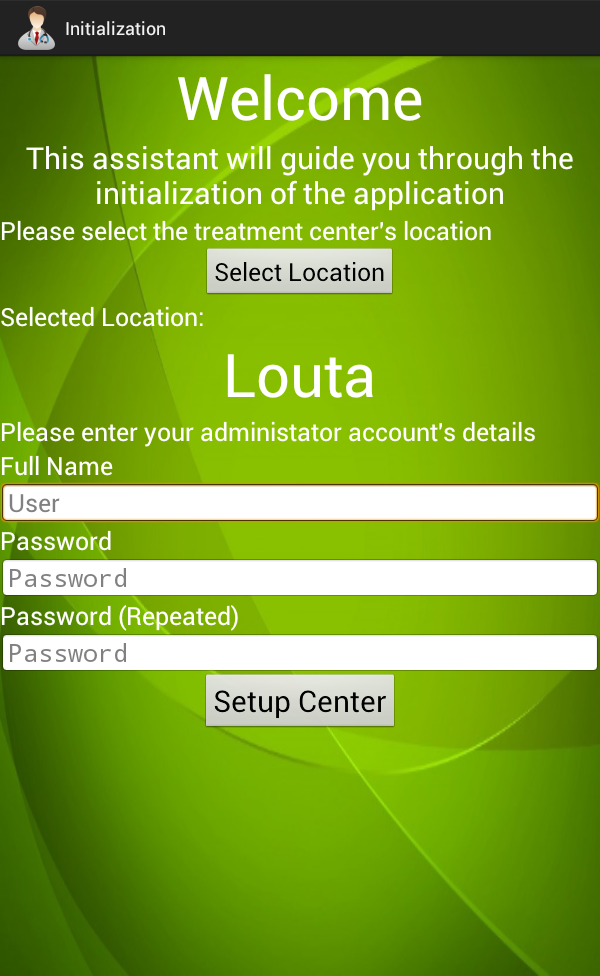 Initialization
Welcome
This assistant will guide you through the
initialization of the application
Please select the treatment center's location
Select Location
Selected Location:
Louta
Please enter your administator account's details
Full Name
User
Password
Password
Password (Repeated)
Password
Setup Center